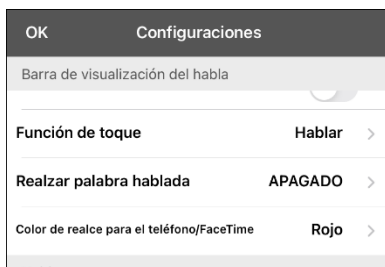 OK Configuraciones
Barra de visualización del habla
Función de toque Hablar
Realzar palabra hablada APAGADO
Color de realce para el teléfono/FaceTime Rojo